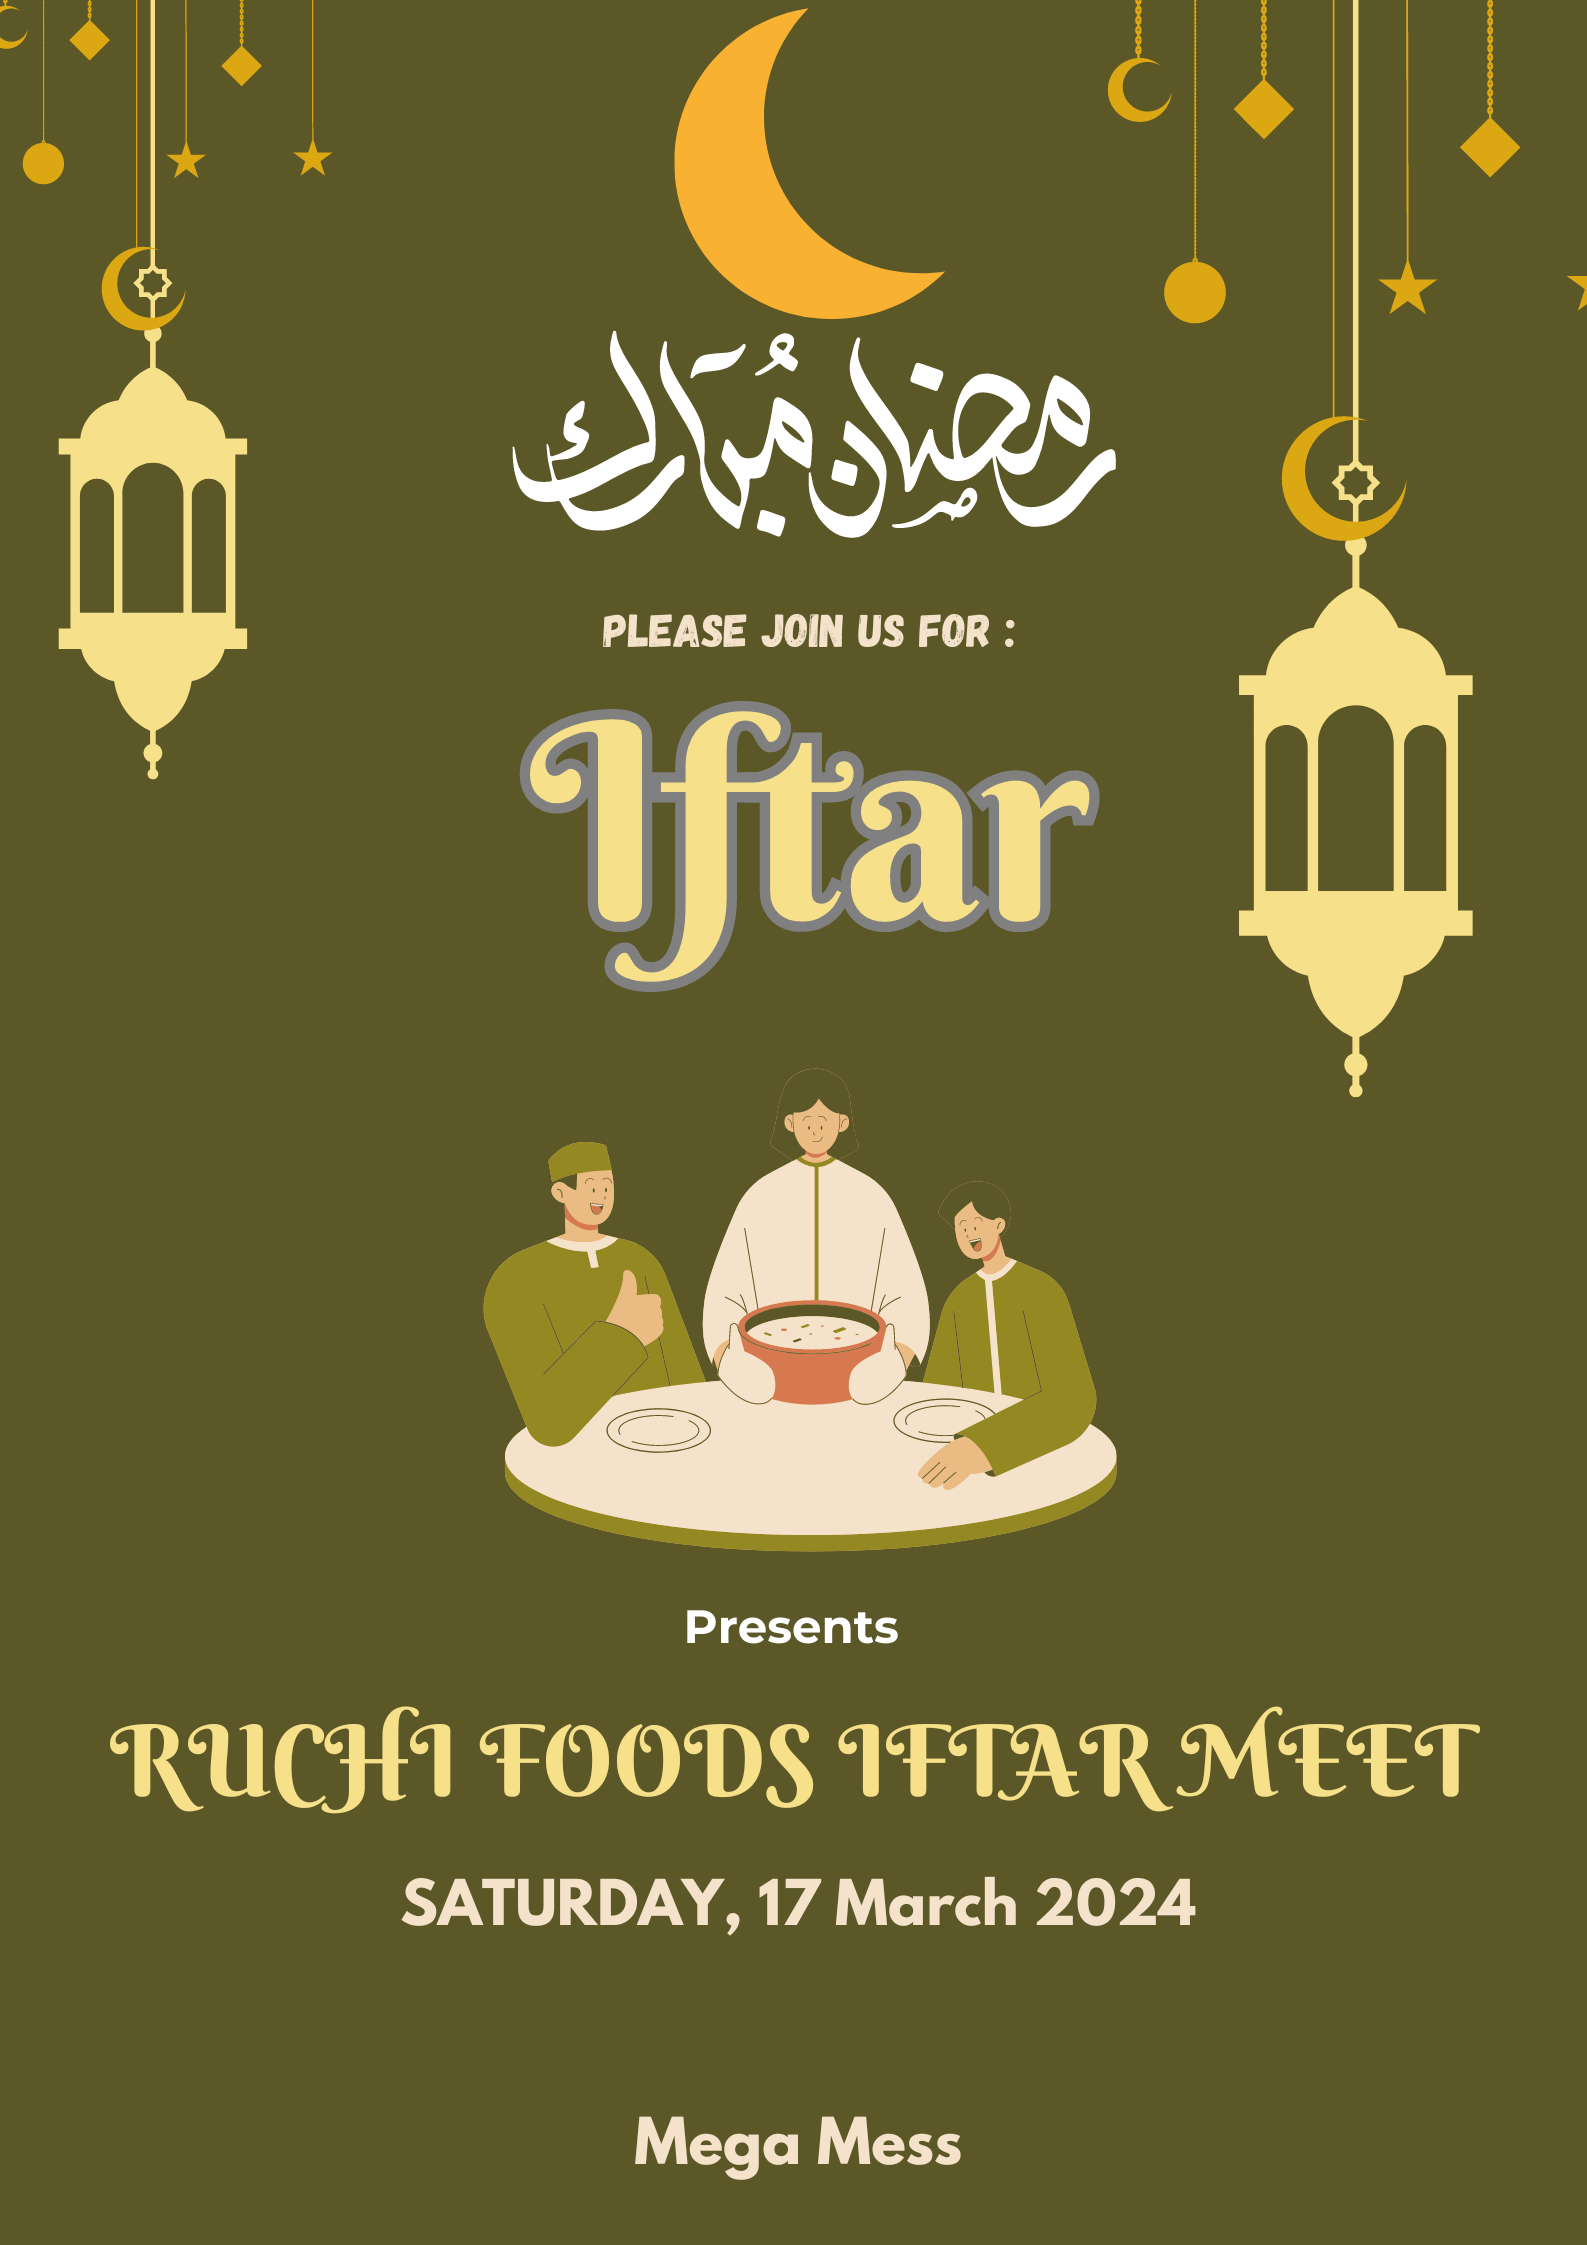 رمضان مبارك
PLEASE JOIN US FOR :
Iftar
Presents
RUCHI FOODS IFTAR MEET
SATURDAY, 17 March 2024
Mega Mess